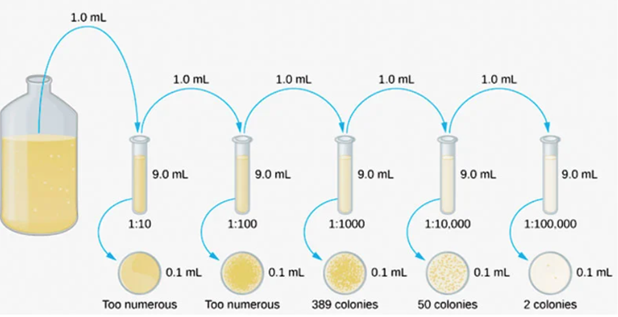 1.0 mL
1.0 mL 1.0 mL 1.0 mL 1.0 mL
9.0 mL 9.0 mL 9.0 mL 9.0 mL 9.0 mL
1:10 1:100 1:1000 1:10,000 1:100,000
0.1 mL 0.1 mL 0.1 mL 0.1 mL 0.1 mL
Too numerous Too numerous 389 colonies 50 colonies 2 colonies